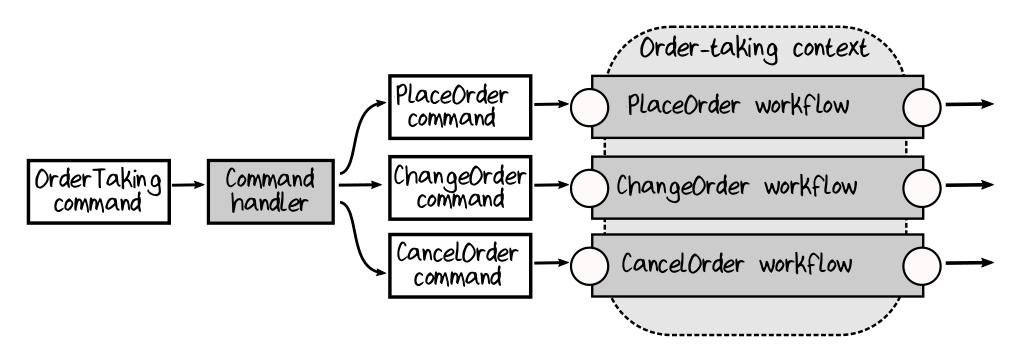 Order-taking context
PlaceOrder
command
PlaceOrder workflow
OrderTaking
command
Command
handler
ChangeOrder
command
ChangeOrder workflow
CancelOrder
command
CancelOrder workflow